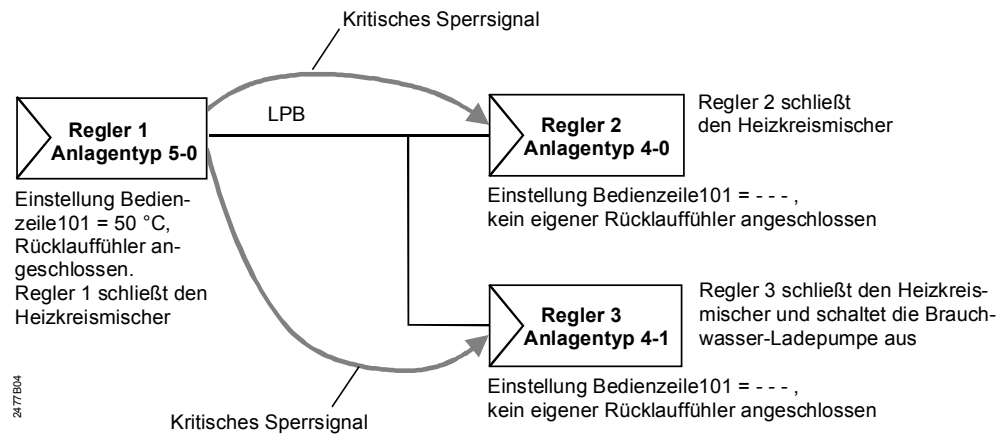 Kritisches Sperrsignal
LPB
Regler 1
Anlagentyp 5-0
Einstellung Bedien-
zeile101 = 50 °C,
Rücklauffühler an-
geschlossen.
Regler 1 schließt den
Heizkreismischer
Regler 2
Anlagentyp 4-0
Regler 2 schließt
den Heizkreismischer
Einstellung Bedienzeile101 = - - - ,
kein eigener Rücklauffühler angeschlossen
Regler 3
Anlagentyp 4-1
Regler 3 schließt den Heizkreis-
mischer und schaltet die Brauch-
wasser-Ladepumpe aus
Einstellung Bedienzeile101 = - - - ,
kein eigener Rücklauffühler angeschlossen
Kritisches Sperrsignal
2477B04